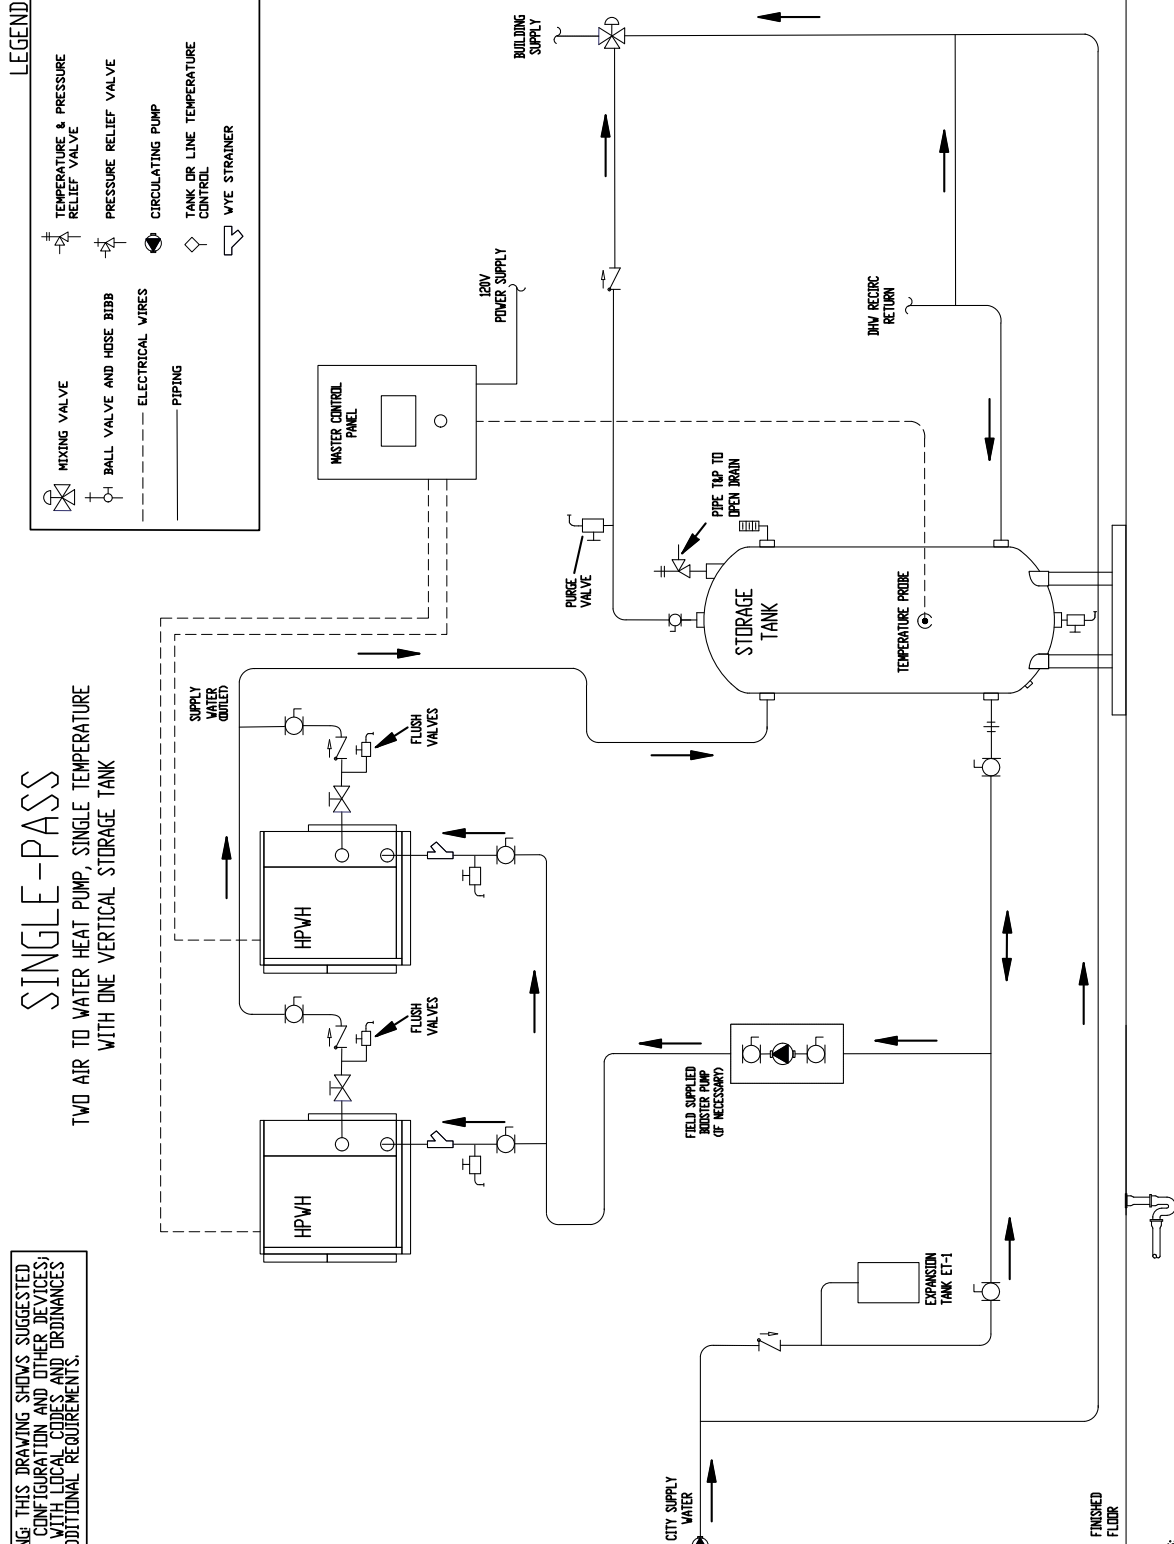 SINGLE-PASS
TWO AIR TO WATER HEAT PUMP, SINGLE TEMPERATURE
WITH ONE VERTICAL STORAGE TANK
THIS DRAWING SHOWS SUGGESTED
CONFIGURATION AND OTHER DEVICES;
WITH LOCAL CODES AND ORDINANCES
REQUIREMENTS.
LEGEND
MIXING VALVE
BALL VALVE AND HOSE BIBB
ELECTRICAL WIRES
PIPING
TEMPERATURE & PRESSURE
RELIEF VALVE
PRESSURE RELIEF VALVE
CIRCULATING PUMP
TANK OR LINE TEMPERATURE
CONTROL
WYE STRAINER
HPWH
FLUSH
VALVES
HPWH
FLUSH
VALVES
SUPPLY
WATER
(OUTLET)
MASTER CONTROL
PANEL
120V
POWER SUPPLY
BUILDING
SUPPLY
PURGE
VALVE
PIPE T&P TO
OPEN DRAIN
STORAGE
TANK
TEMPERATURE PROBE
DHW RECIRC
RETURN
FIELD SUPPLIED
BOOSTER PUMP
(IF NECESSARY)
EXPANSION
TANK ET-1
CITY SUPPLY
WATER
FINISHED
FLOOR